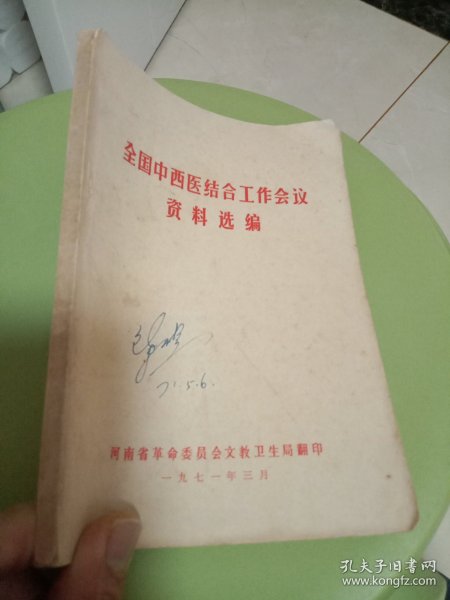 全国中西医结合工作会议
资料选编
71.5.6.
河南省革命委员会文教卫生局翻印
一九七一年三月
孔夫子旧书网
www.kongfz.com